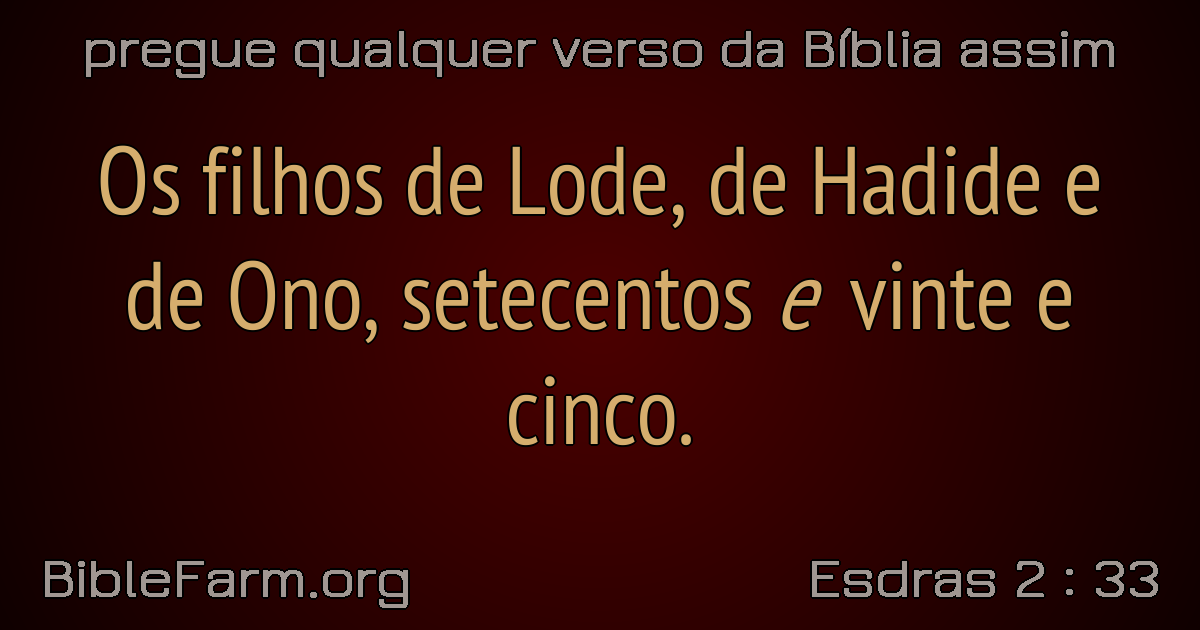 pregue qualquer verso da Bíblia assim
Os filhos de Lode, de Hadide e
de Ono, setecentos e vinte e
cinco.
BibleFarm.org
Esdras 2 : 33